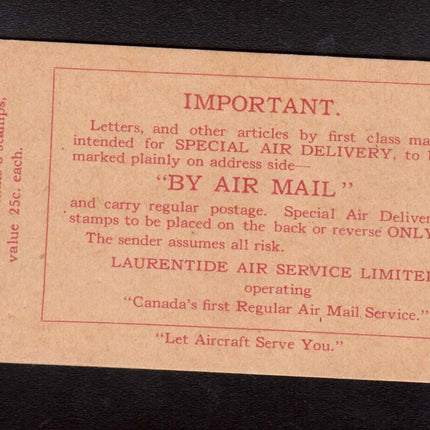 IMPORTANT.
Letters, and other articles by first class ma
intended for SPECIAL AIR DELIVERY, to b
marked plainly on address side—
"BY AIR MAIL"
and carry regular postage. Special Air Deliver
stamps to be placed on the back or reverse ONLY
The sender assumes all risk.
LAURENTIDE AIR SERVICE LIMITE
operating
"Canada's first Regular Air Mail Service."
"Let Aircraft Serve You."
stamps,
value 25c. each.